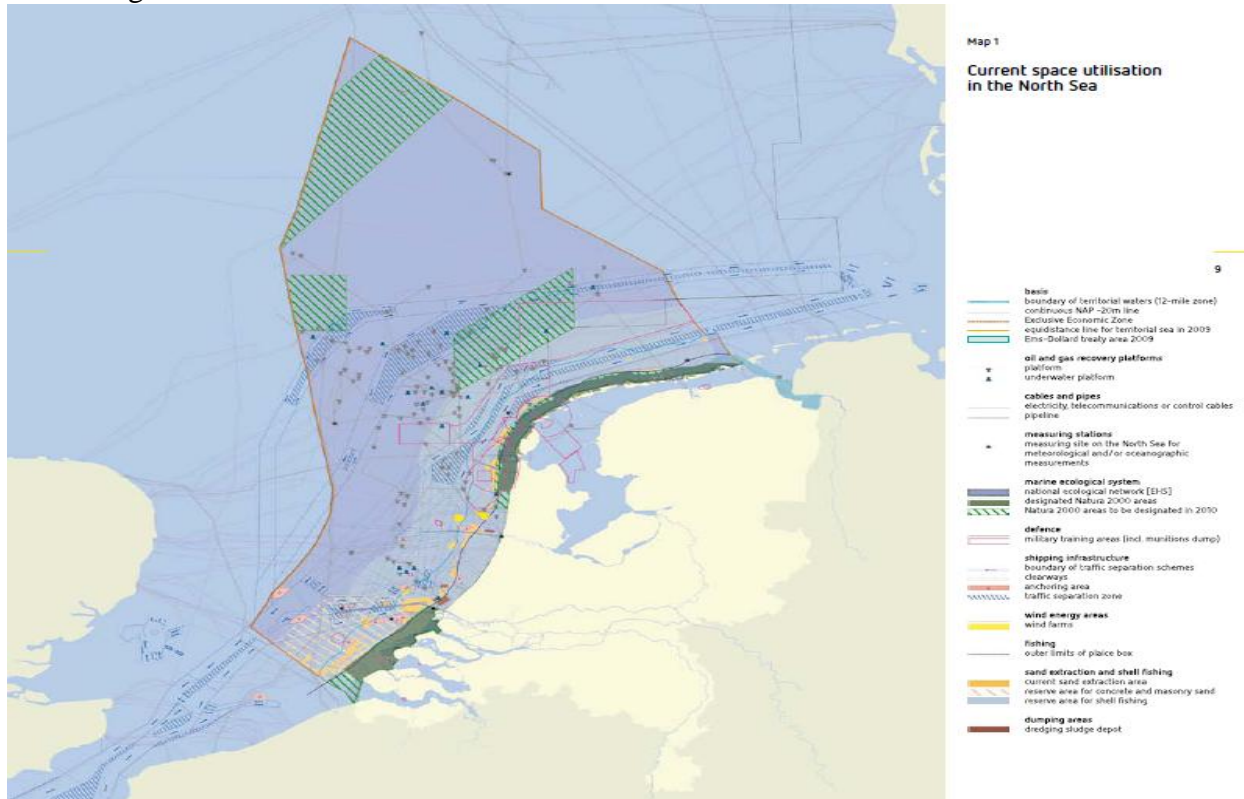 Map 1
Current space utilisation
in the North Sea
9
basis
boundary of territorial waters (12-mile zone)
continuous NAP -20m line
Exclusive Economic Zone
equidistance line for territorial sea in 2009
Ems-Dollard treaty area 2009
oil and gas recovery platforms
platform
underwater platform
cables and pipes
electricity, telecommunications or control cables
pipeline
measuring stations
measuring site on the North Sea for
meteorological and/or oceanographic
measurements
marine ecological system
national ecological network [EHS]
designated Natura 2000 areas
Natura 2000 areas to be designated in 2010
defence
military training areas (incl. munitions dump)
shipping infrastructure
boundary of traffic separation schemes
clearways
anchoring area
traffic separation zone
wind energy areas
wind farms
fishing
outer limits of plaice box
sand extraction and shell fishing
current sand extraction area
reserve area for concrete and masonry sand
reserve area for shell fishing
dumping areas
dredging sludge depot